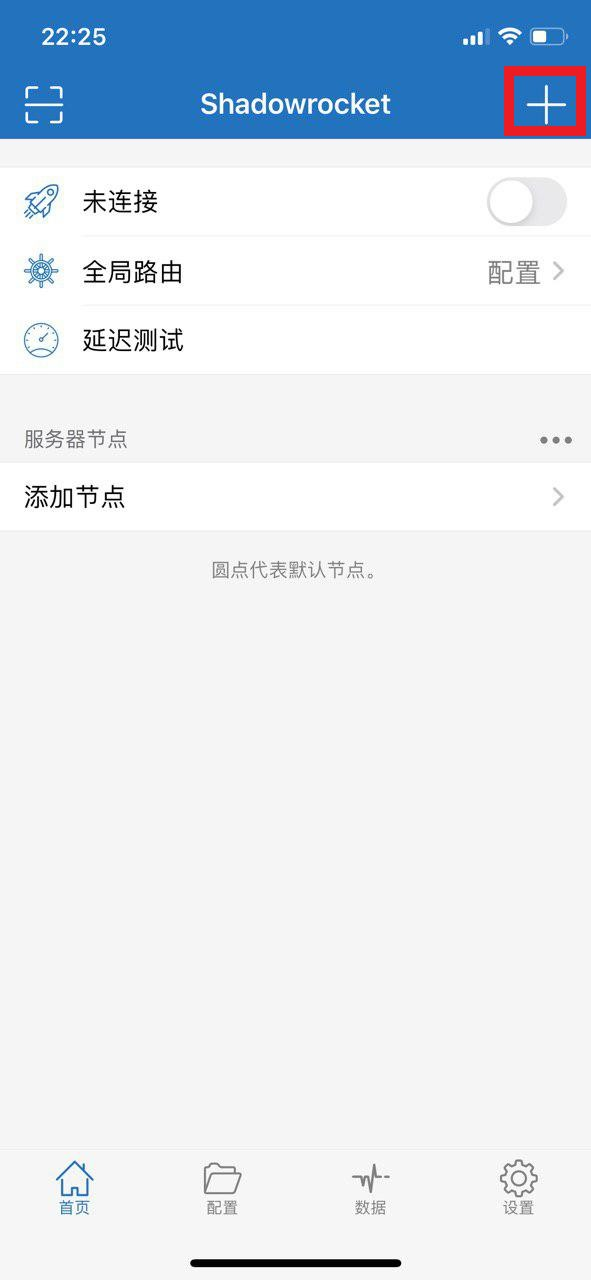 22:25
Shadowrocket
未连接
全局路由 配置
延迟测试
服务器节点
添加节点
圆点代表默认节点。
首页 配置 数据 设置